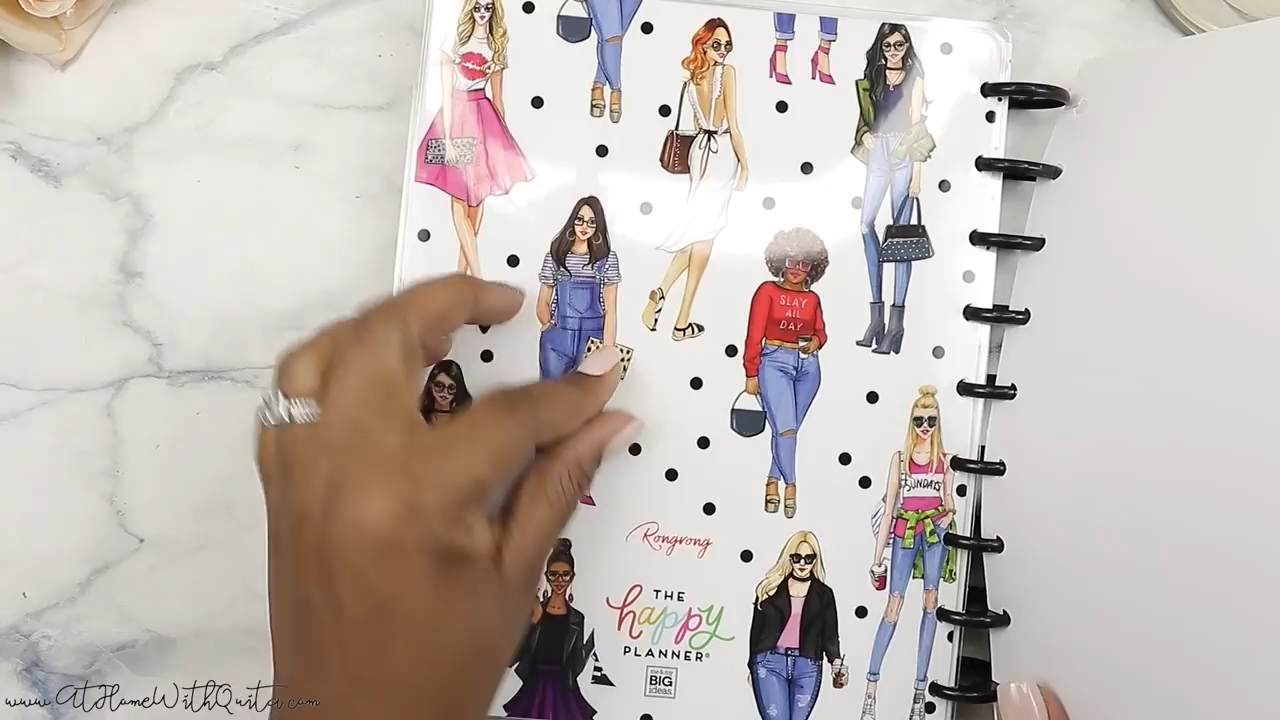 SLAY
ALL
DAY
SUNDAYS
Rongrong
THE
happy
PLANNER®
me & my
BIG
ideas.
www.AtHomeWithQuita.com